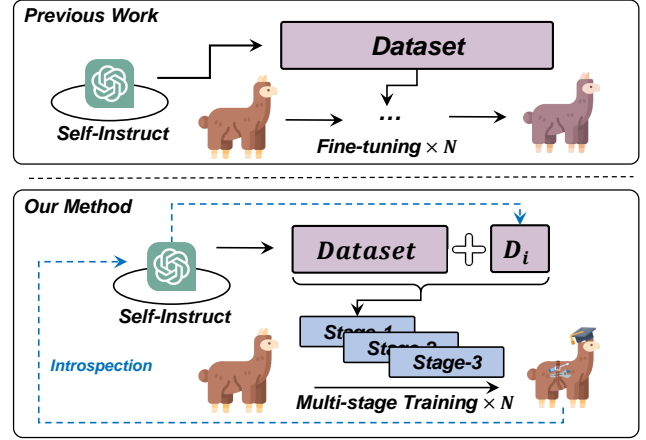 Previous Work
Dataset
Self-Instruct
...
Fine-tuning × N
Our Method
Dataset
D_i
Self-Instruct
Stage-1
Stage-2
Stage-3
Introspection
Multi-stage Training × N